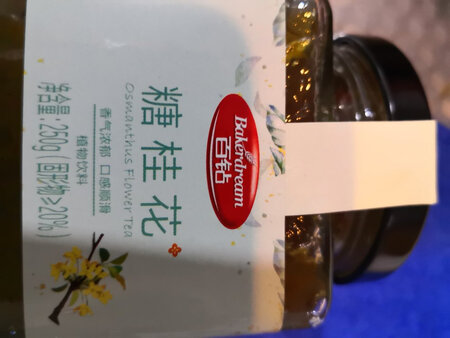 Bakerdream
百钻
糖桂花
Osmanthus Flower Tea
香气浓郁 口感顺滑
植物饮料
净含量:250g(固形物≥20%)